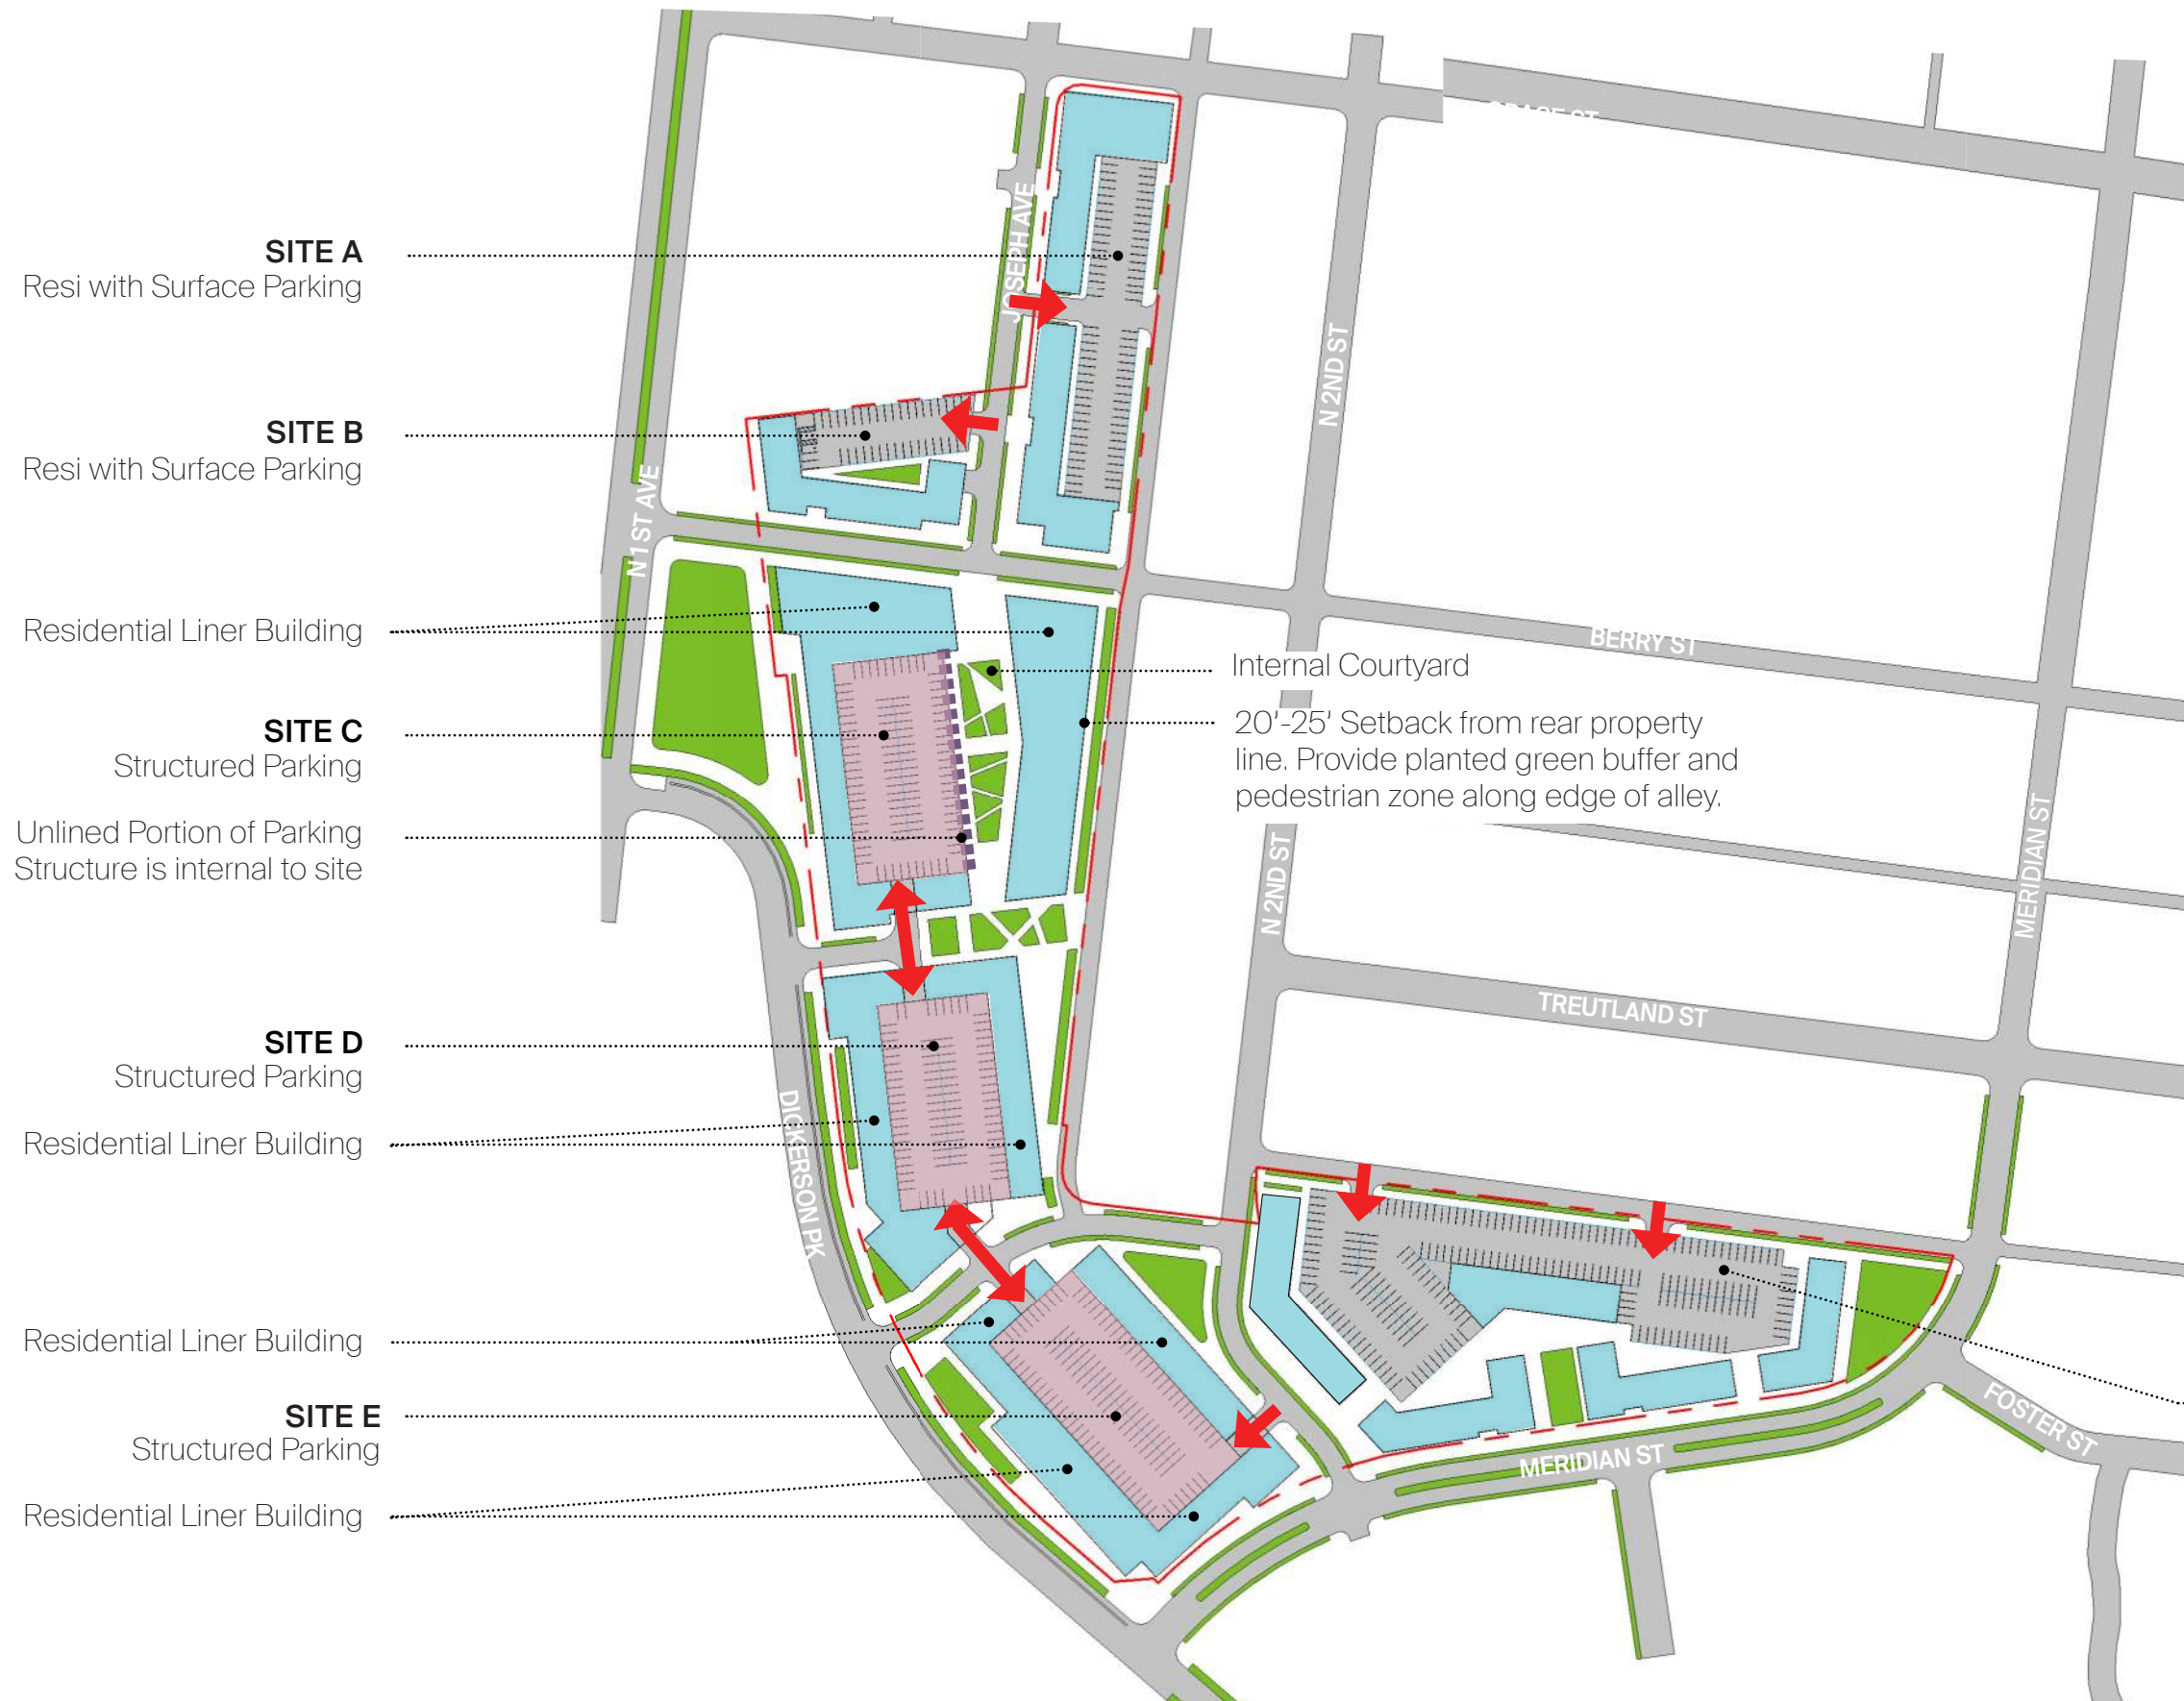 SITE A
Resi with Surface Parking
SITE B
Resi with Surface Parking
Residential Liner Building
SITE C
Structured Parking
Unlined Portion of Parking
Structure is internal to site
SITE D
Structured Parking
Residential Liner Building
Residential Liner Building
SITE E
Structured Parking
Residential Liner Building
Internal Courtyard
20'-25' Setback from rear property
line. Provide planted green buffer and
pedestrian zone along edge of alley.
JOSEPH AVE
N 2ND ST
N 1ST AVE
BERRY ST
N 2ND ST
MERIDIAN ST
TREUTLAND ST
DICKERSON PK
MERIDIAN ST
FOSTER ST